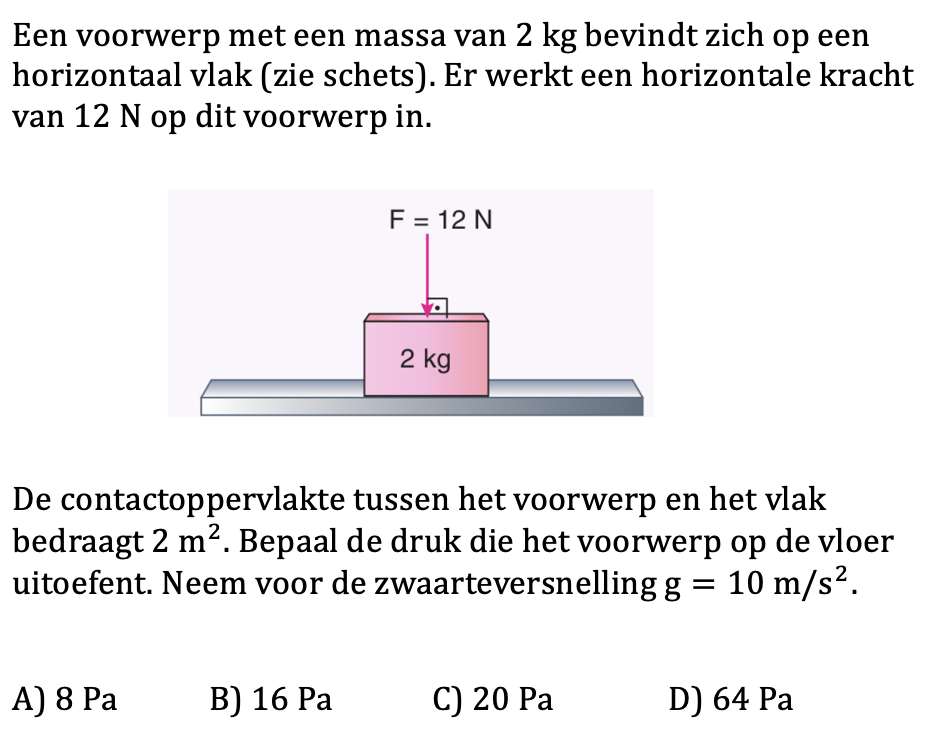 Een voorwerp met een massa van 2 kg bevindt zich op een
horizontaal vlak (zie schets). Er werkt een horizontale kracht
van 12 N op dit voorwerp in.
F = 12 N
2 kg
De contactoppervlakte tussen het voorwerp en het vlak
bedraagt 2 m². Bepaal de druk die het voorwerp op de vloer
uitoefent. Neem voor de zwaarteversnelling g = 10 m/s².
A) 8 Pa B) 16 Pa C) 20 Pa D) 64 Pa